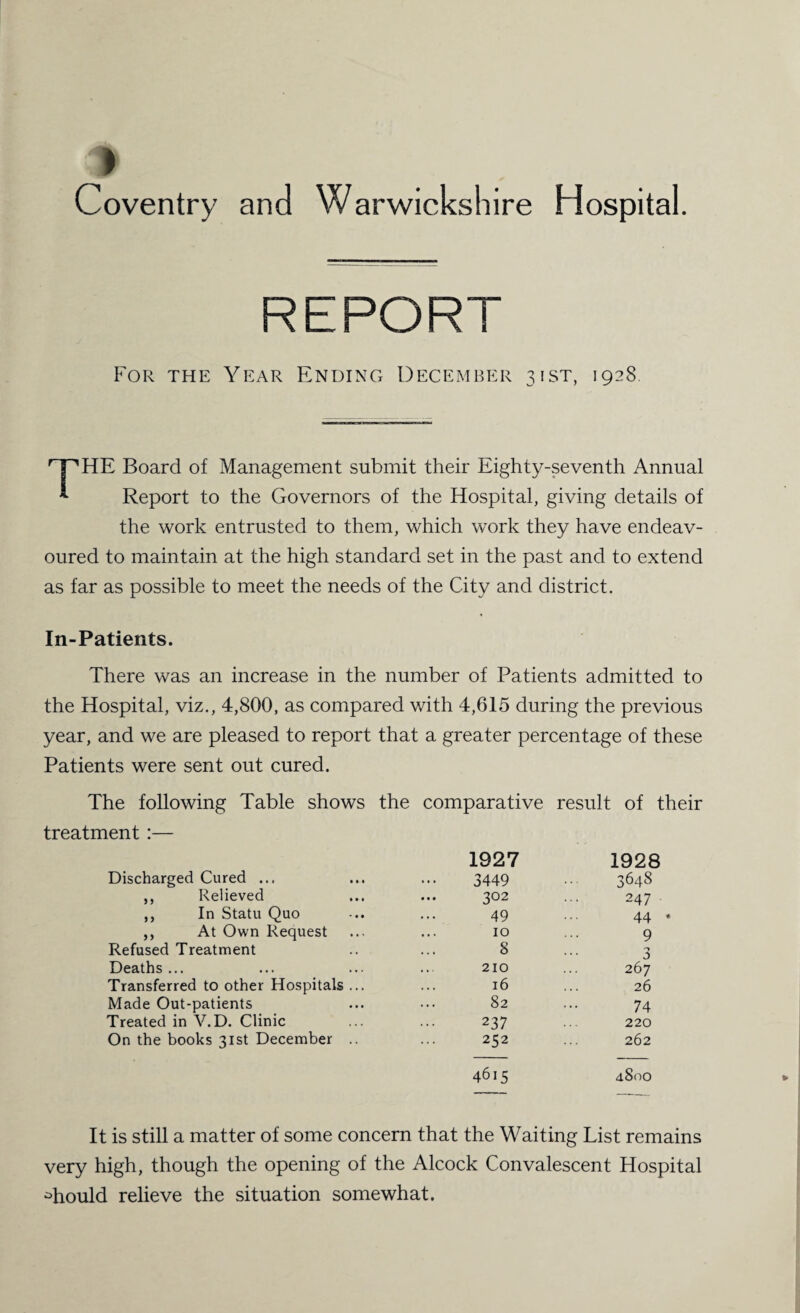 Coventry and Warwickshire Hospital.
REPORT
FOR THE YEAR ENDING DECEMBER 31ST, 1928.
THE Board of Management submit their Eighty-seventh Annual
Report to the Governors of the Hospital, giving details of
the work entrusted to them, which work they have endeav-
oured to maintain at the high standard set in the past and to extend
as far as possible to meet the needs of the City and district.
In-Patients.
There was an increase in the number of Patients admitted to
the Hospital, viz., 4,800, as compared with 4,615 during the previous
year, and we are pleased to report that a greater percentage of these
Patients were sent out cured.
The following Table shows the comparative result of their
treatment :—
1927 1928
Discharged Cured ... ... ... 3449 ... 3648
,, Relieved ... ... 302 ... 247
,, In Statu Quo ... ... 49 ... 44
,, At Own Request ... ... 10 ... 9
Refused Treatment .. ... 8 ... 3
Deaths ... ... ... ... 210 ... 267
Transferred to other Hospitals ... ... 16 ... 26
Made Out-patients ... ... 82 ... 74
Treated in V.D. Clinic ... ... 237 ... 220
On the books 31st December .. ... 252 ... 262
4615 4800
It is still a matter of some concern that the Waiting List remains
very high, though the opening of the Alcock Convalescent Hospital
should relieve the situation somewhat.